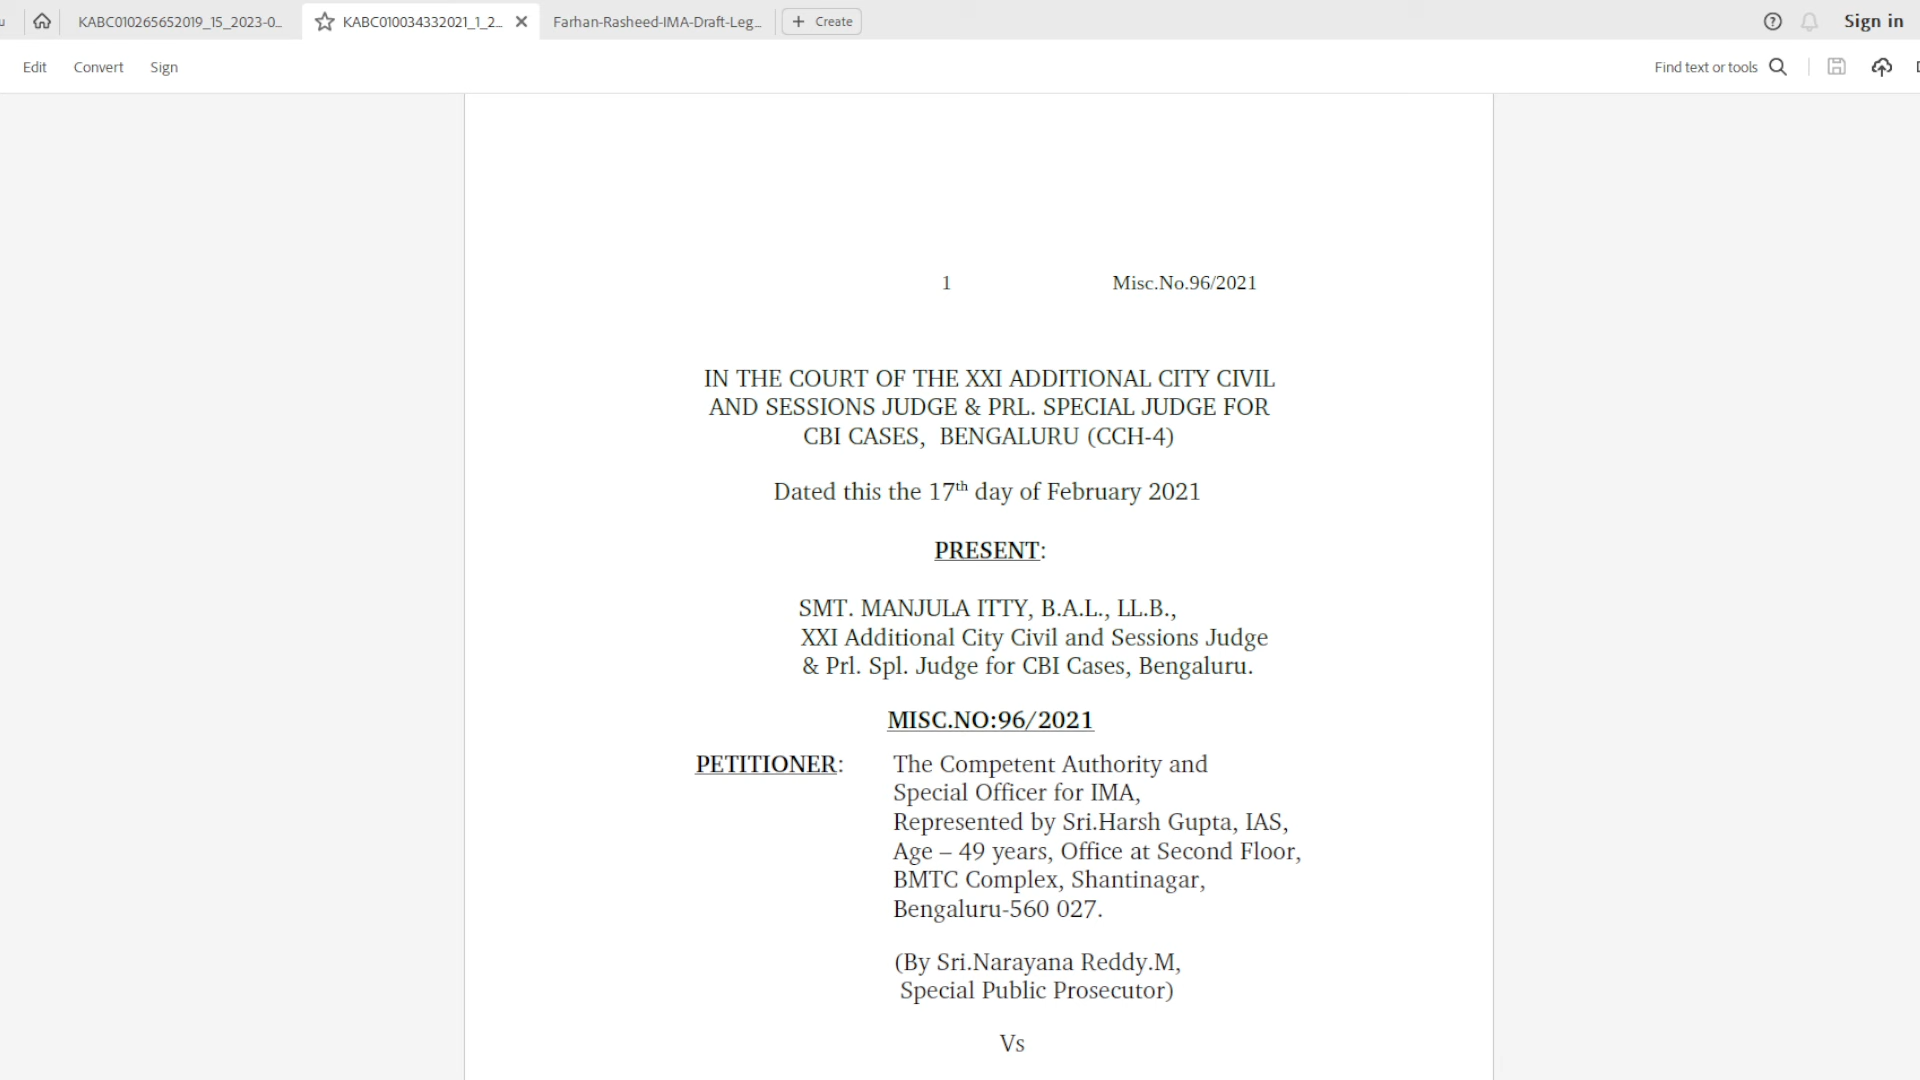 KABC010265652019_15_2023-0...
KABC010034332021_1_2...
Farhan-Rasheed-IMA-Draft-Leg...
+ Create
Sign in
Edit
Convert
Sign
Find text or tools
1
Misc.No.96/2021
IN THE COURT OF THE XXI ADDITIONAL CITY CIVIL
AND SESSIONS JUDGE & PRL. SPECIAL JUDGE FOR
CBI CASES, BENGALURU (CCH-4)
Dated this the 17th day of February 2021
PRESENT:
SMT. MANJULA ITTY, B.A.L., LL.B.,
XXI Additional City Civil and Sessions Judge
& Prl. Spl. Judge for CBI Cases, Bengaluru.
MISC.NO:96/2021
PETITIONER: The Competent Authority and
Special Officer for IMA,
Represented by Sri.Harsh Gupta, IAS,
Age – 49 years, Office at Second Floor,
BMTC Complex, Shantinagar,
Bengaluru-560 027.
(By Sri.Narayana Reddy.M,
Special Public Prosecutor)
Vs